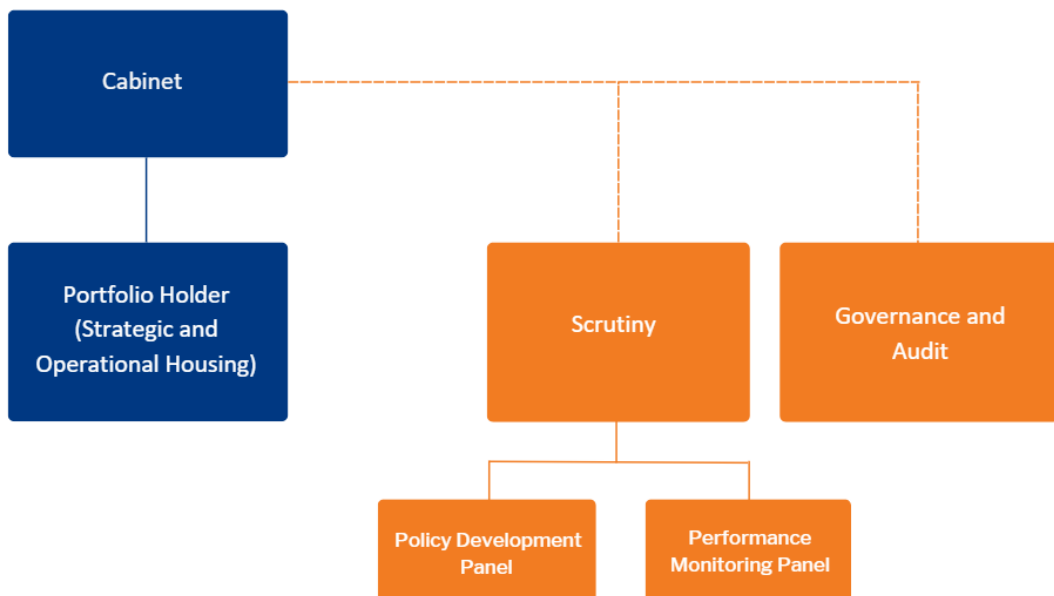 Cabinet
Portfolio Holder
(Strategic and
Operational Housing)
Scrutiny
Governance and
Audit
Policy Development
Panel
Performance
Monitoring Panel